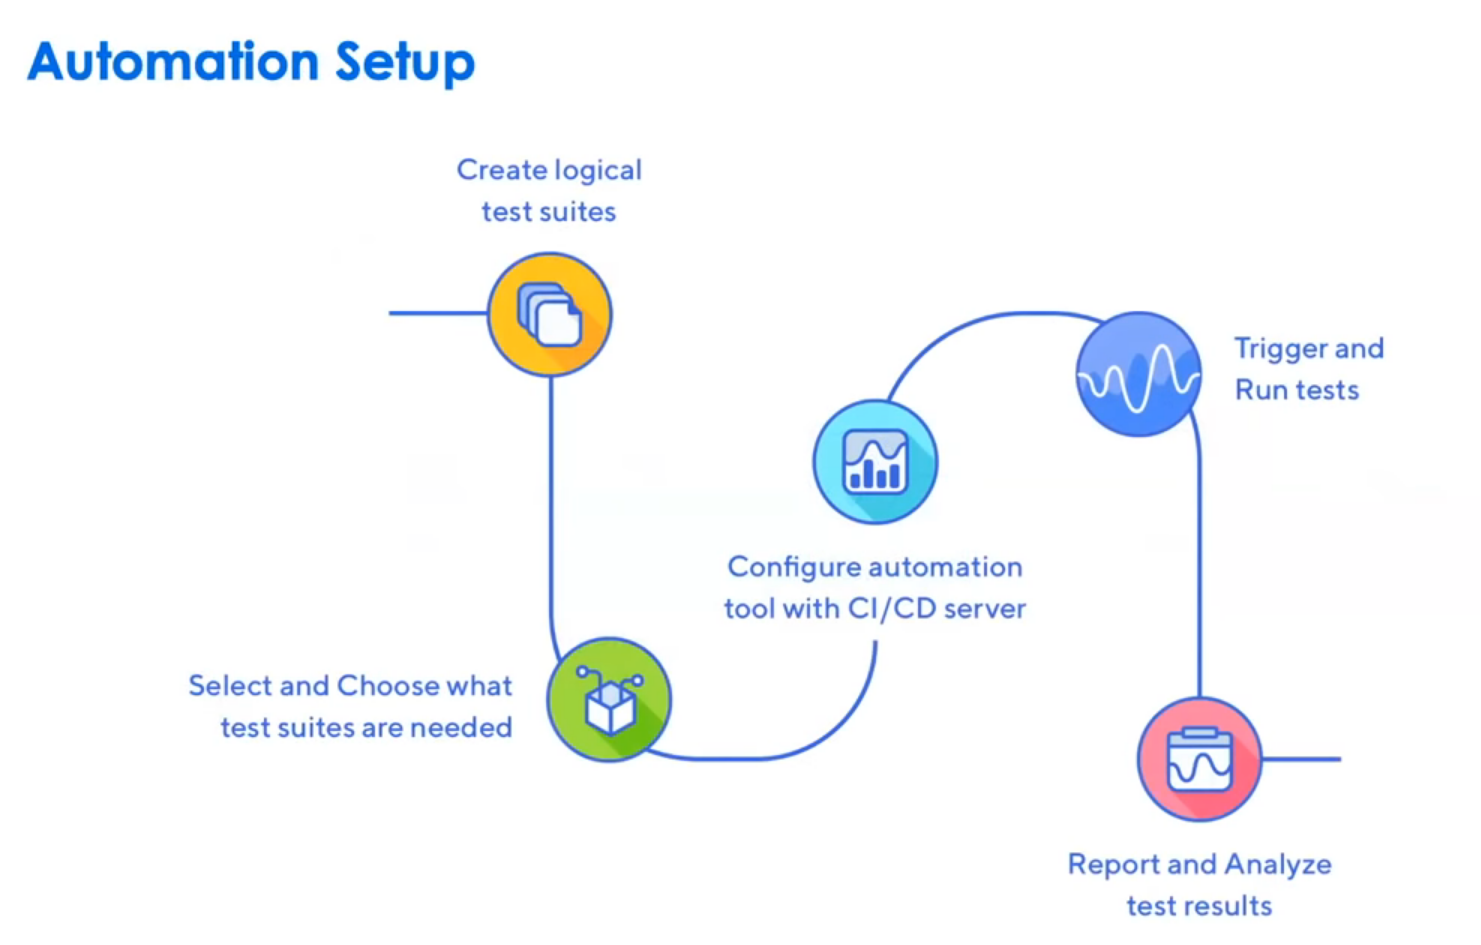 Automation Setup
Create logical
test suites
Select and Choose what
test suites are needed
Configure automation
tool with CI/CD server
Trigger and
Run tests
Report and Analyze
test results